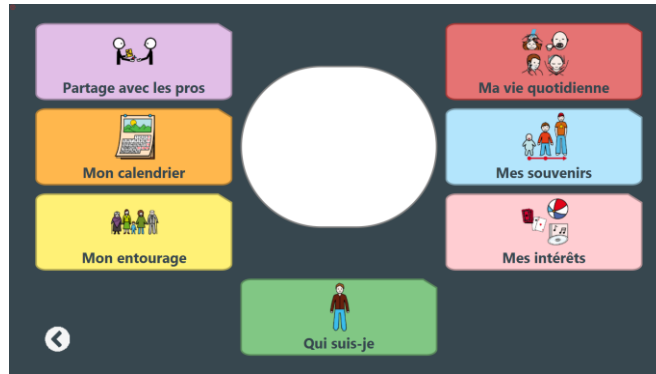 Partage avec les pros
Ma vie quotidienne
Mon calendrier
Mes souvenirs
Mon entourage
Mes intérêts
Qui suis-je